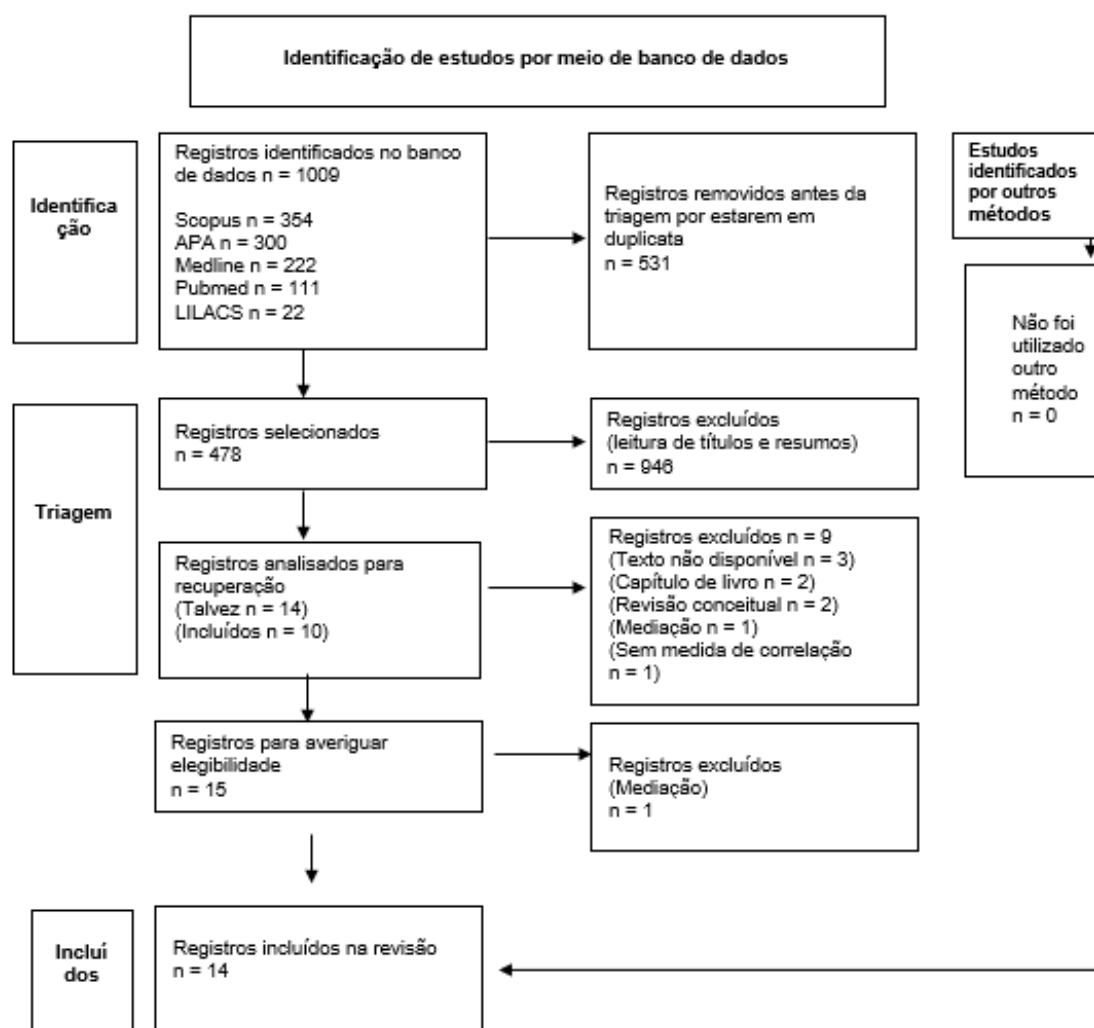 Identificação de estudos por meio de banco de dados
Identifica
ção
Registros identificados no banco
de dados n = 1009
Scopus n = 354
APA n = 300
Medline n = 222
Pubmed n = 111
LILACS n = 22
Registros removidos antes da
triagem por estarem em
duplicata
n = 531
Estudos
identificados
por outros
métodos
Não foi
utilizado
outro
método
n = 0
Triagem
Registros selecionados
n = 478
Registros excluídos
(leitura de títulos e resumos)
n = 946
Registros analisados para
recuperação
(Talvez n = 14)
(Incluídos n = 10)
Registros excluídos n = 9
(Texto não disponível n = 3)
(Capítulo de livro n = 2)
(Revisão conceitual n = 2)
(Mediação n = 1)
(Sem medida de correlação
n = 1)
Registros para averiguar
elegibilidade
n = 15
Registros excluídos
(Mediação)
n = 1
Incluí
dos
Registros incluídos na revisão
n = 14